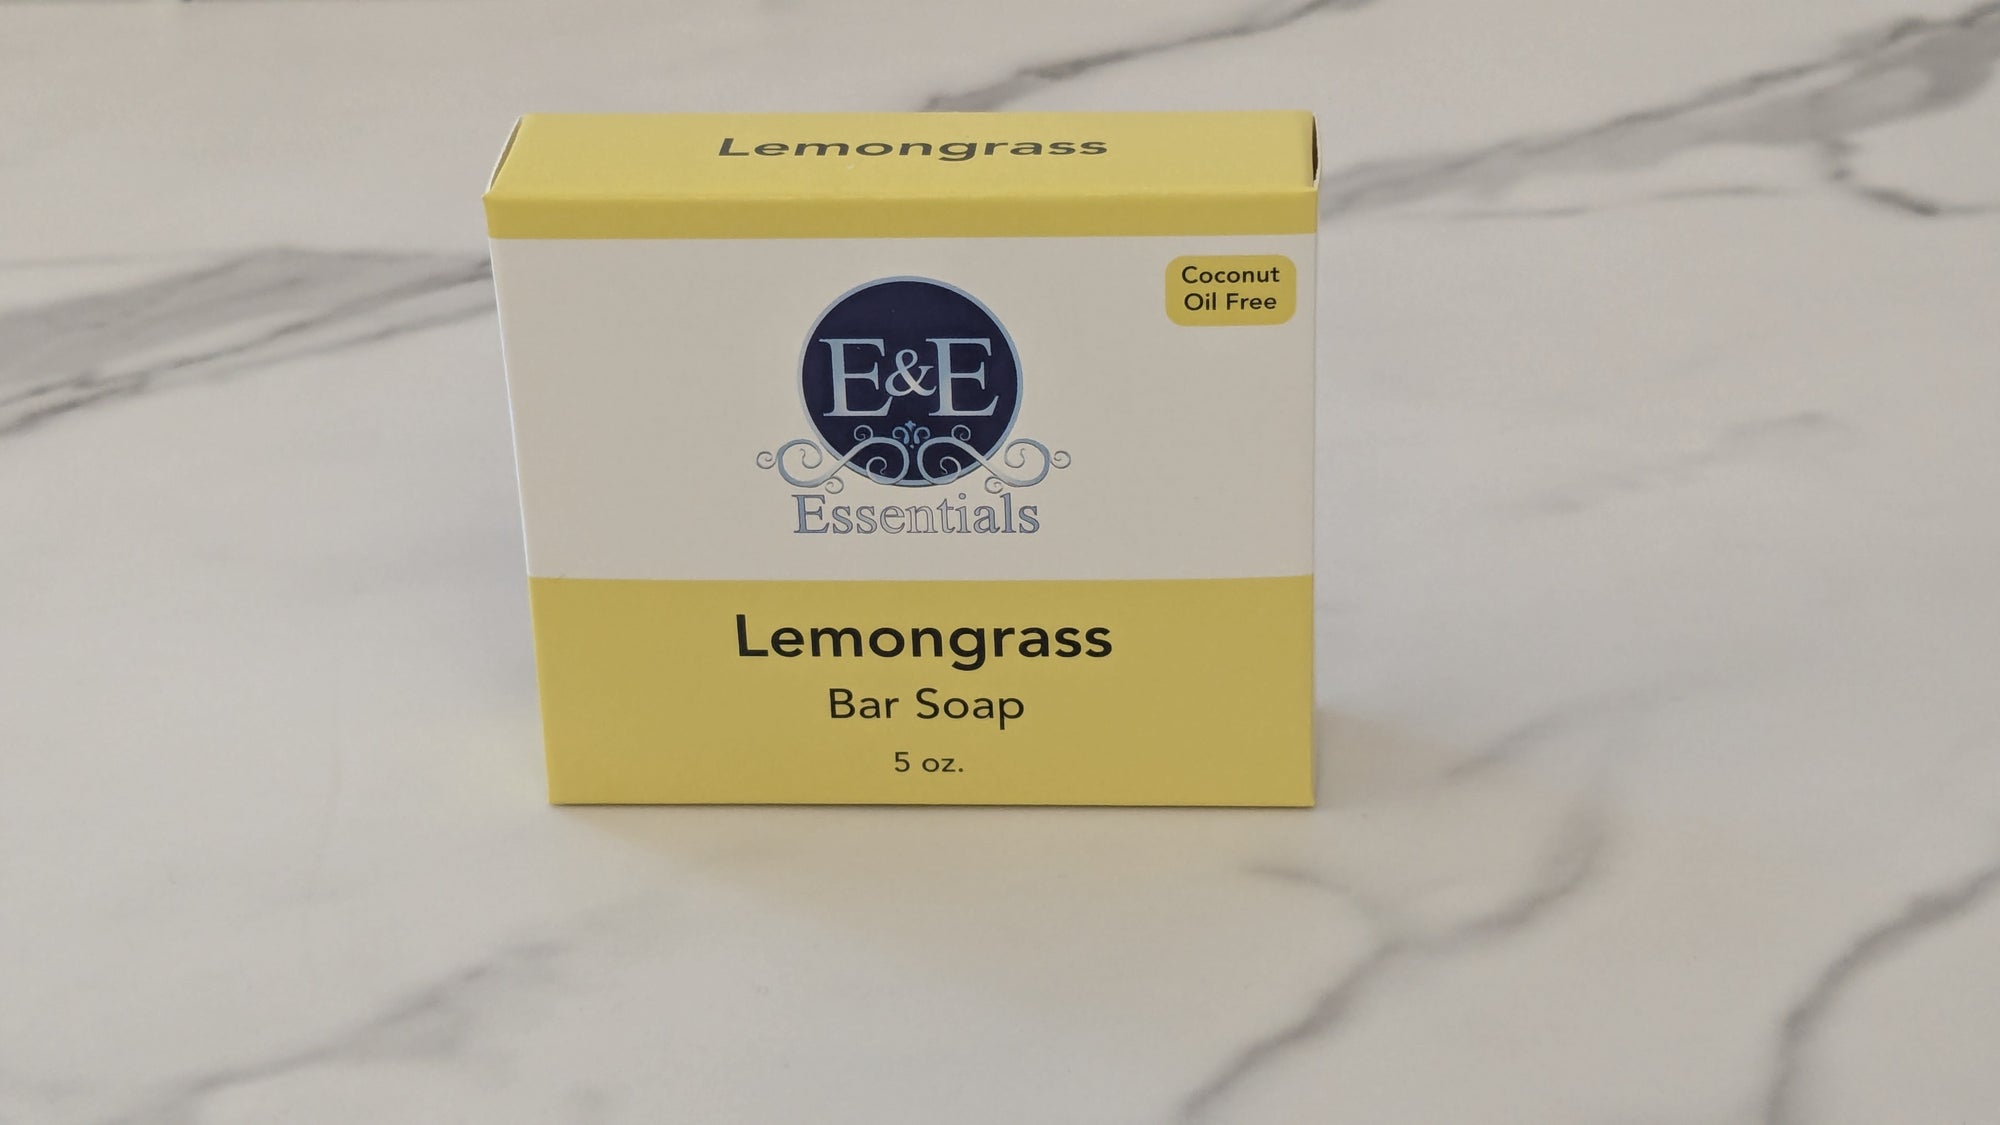 Lemongrass
Coconut
Oil Free
E&E
Essentials
Lemongrass
Bar Soap
5 oz.